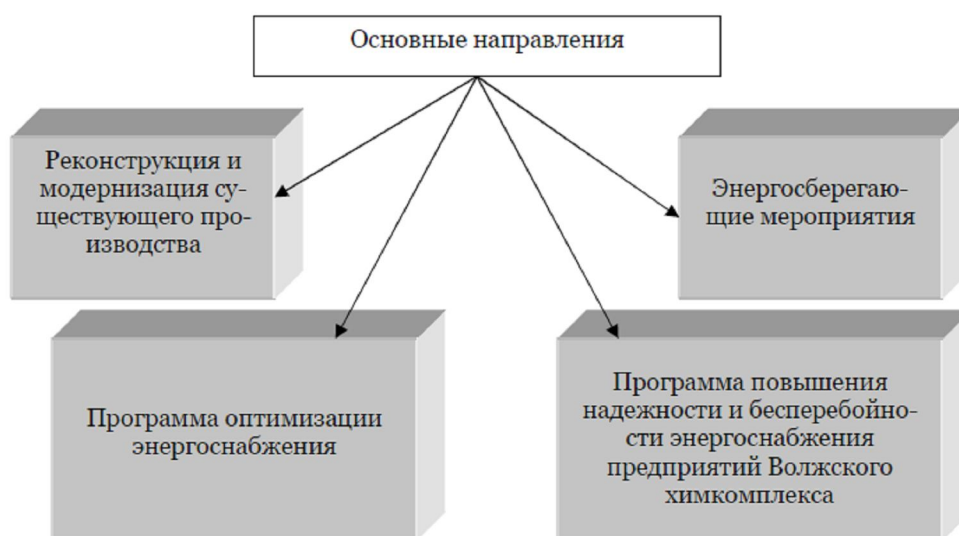 Основные направления
Реконструкция и
модернизация су-
ществующего про-
изводства
Энергосберегаю-
щие мероприятия
Программа оптимизации
энергоснабжения
Программа повышения
надежности и бесперебойно-
сти энергоснабжения
предприятий Волжского
химкомплекса